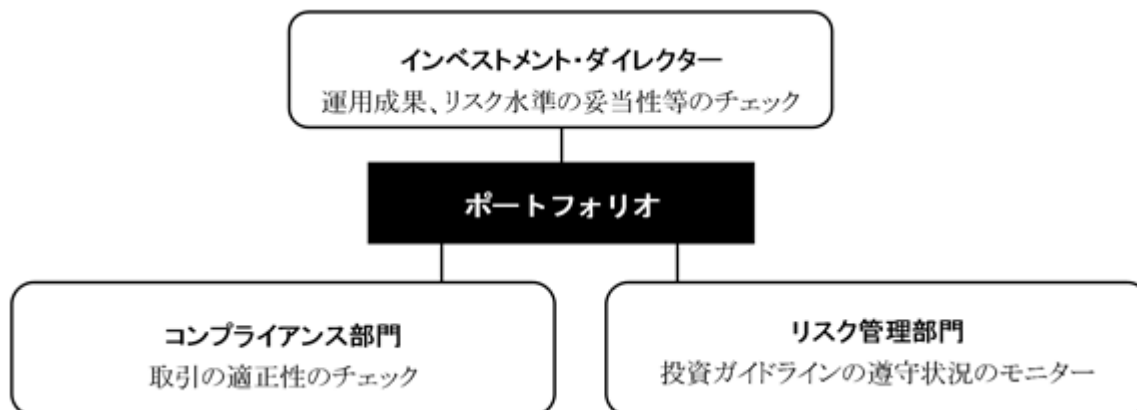 インベストメント・ダイレクター
運用成果、リスク水準の妥当性等のチェック
ポートフォリオ
コンプライアンス部門
取引の適正性のチェック
リスク管理部門
投資ガイドラインの遵守状況のモニター